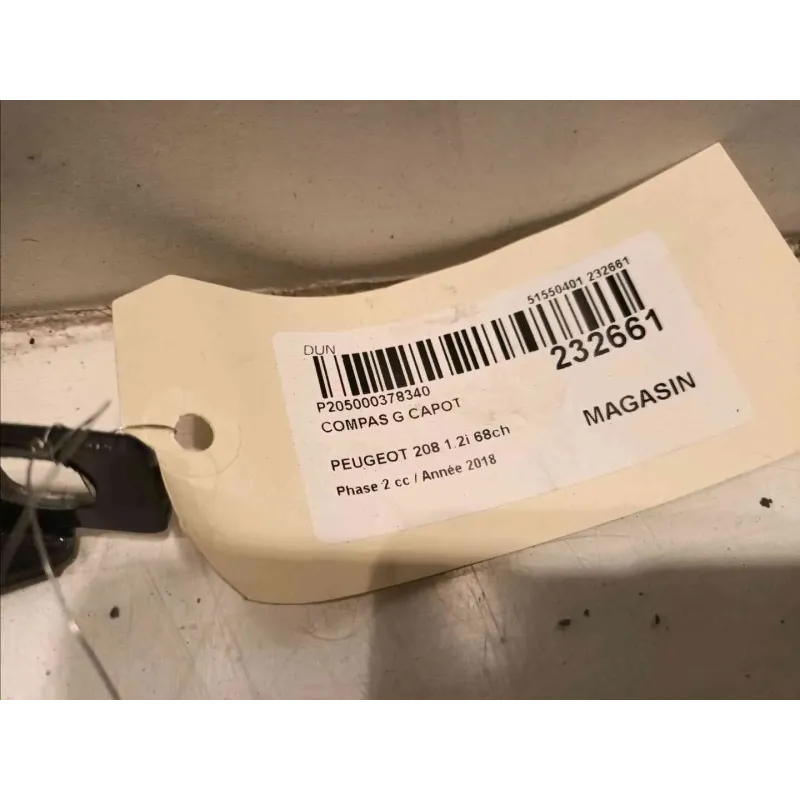 DUN
51550401 232661
232661
P205000378340
COMPAS G CAPOT
MAGASIN
PEUGEOT 208 1.2i 68ch
Phase 2 cc / Année 2018